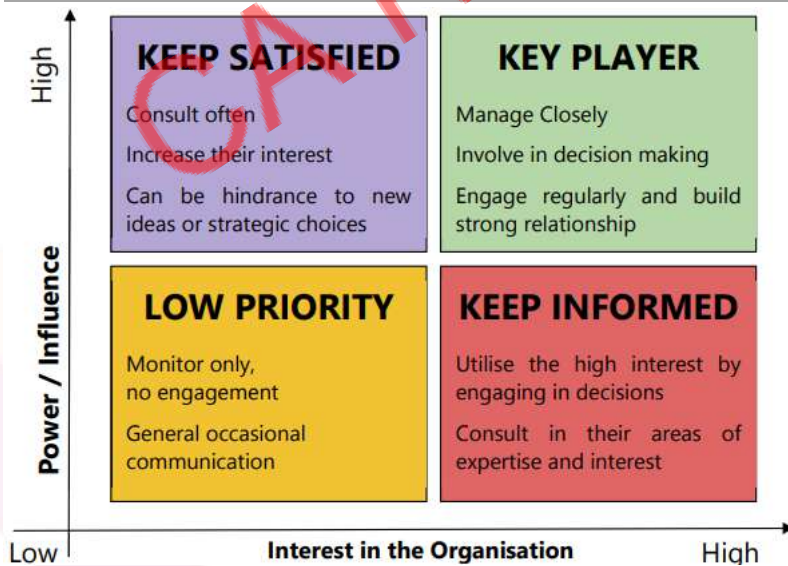 High
Power / Influence
KEEP SATISFIED
Consult often
Increase their interest
Can be hindrance to new
ideas or strategic choices
KEY PLAYER
Manage Closely
Involve in decision making
Engage regularly and build
strong relationship
LOW PRIORITY
Monitor only,
no engagement
General occasional
communication
KEEP INFORMED
Utilise the high interest by
engaging in decisions
Consult in their areas of
expertise and interest
Low
Interest in the Organisation
High